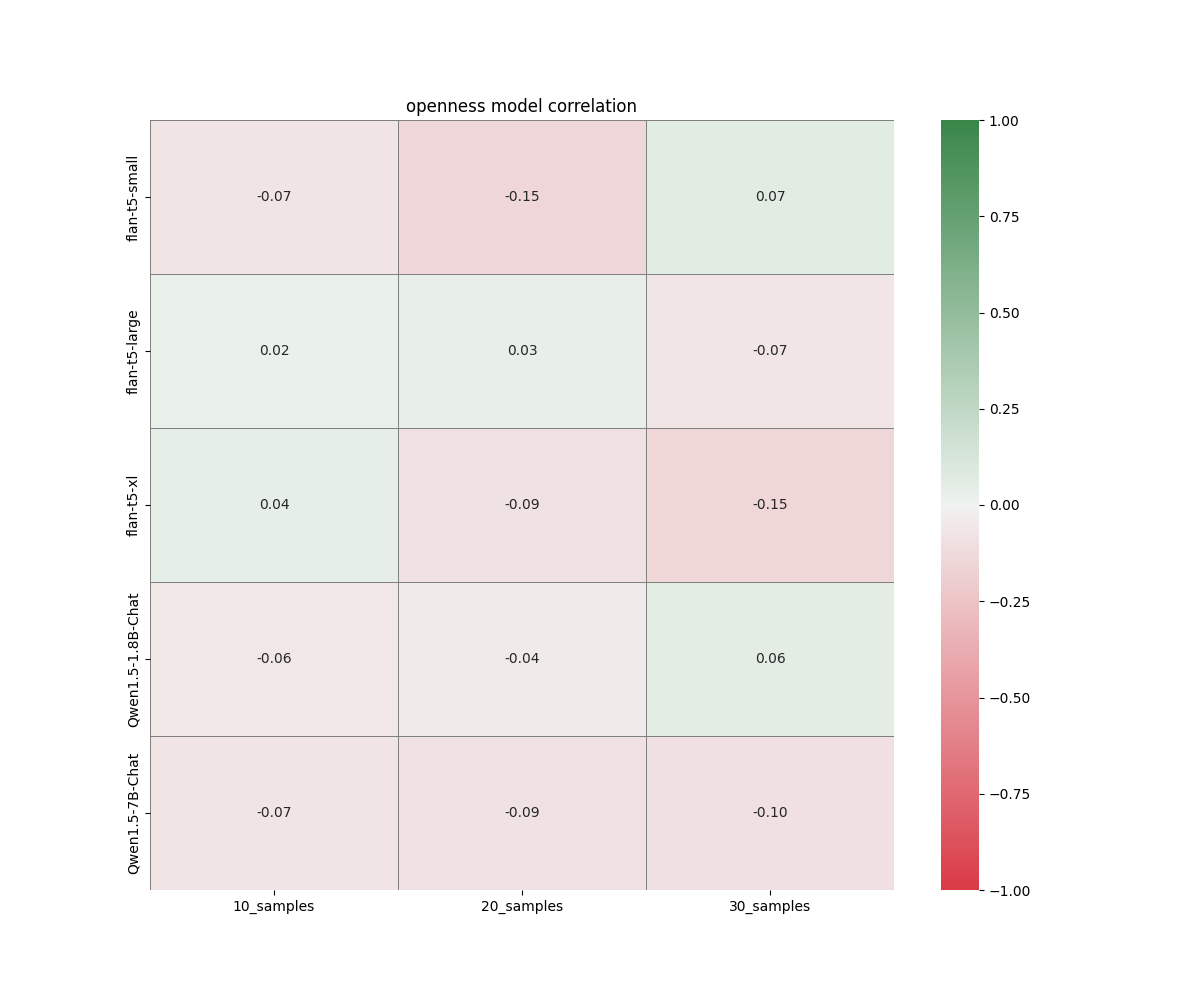 openness model correlation
flan-t5-small
-0.07
-0.15
0.07
flan-t5-large
0.02
0.03
-0.07
flan-t5-xl
0.04
-0.09
-0.15
Qwen1.5-1.8B-Chat
-0.06
-0.04
0.06
Qwen1.5-7B-Chat
-0.07
-0.09
-0.10
10_samples
20_samples
30_samples
1.00
0.75
0.50
0.25
0.00
−0.25
−0.50
−0.75
−1.00